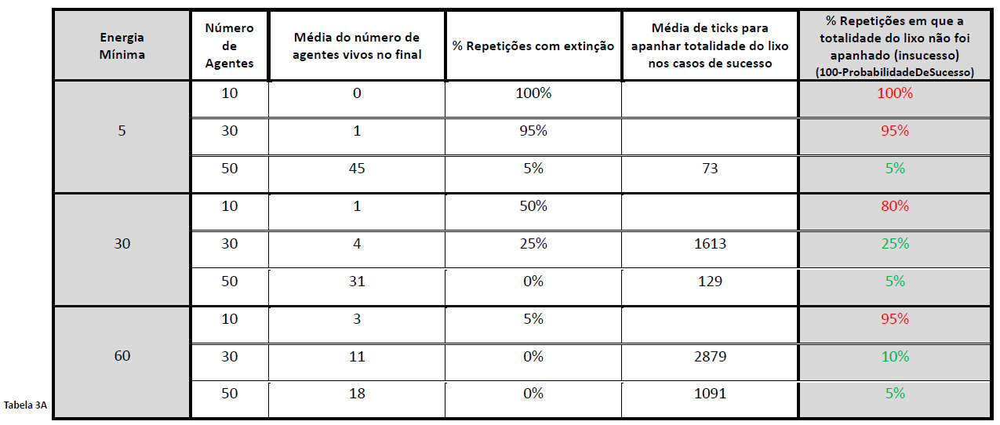 Energia
Mínima
Número
de
Agentes
Média do número de
agentes vivos no final
% Repetições com extinção
Média de ticks para
apanhar totalidade do lixo
nos casos de sucesso
% Repetições em que a
totalidade do lixo não foi
apanhado (insucesso)
(100-ProbabilidadeDeSucesso)
5
10 0 100% 100%
30 1 95% 95%
50 45 5% 73 5%
30
10 1 50% 80%
30 4 25% 1613 25%
50 31 0% 129 5%
60
10 3 5% 95%
30 11 0% 2879 10%
50 18 0% 1091 5%
Tabela 3A